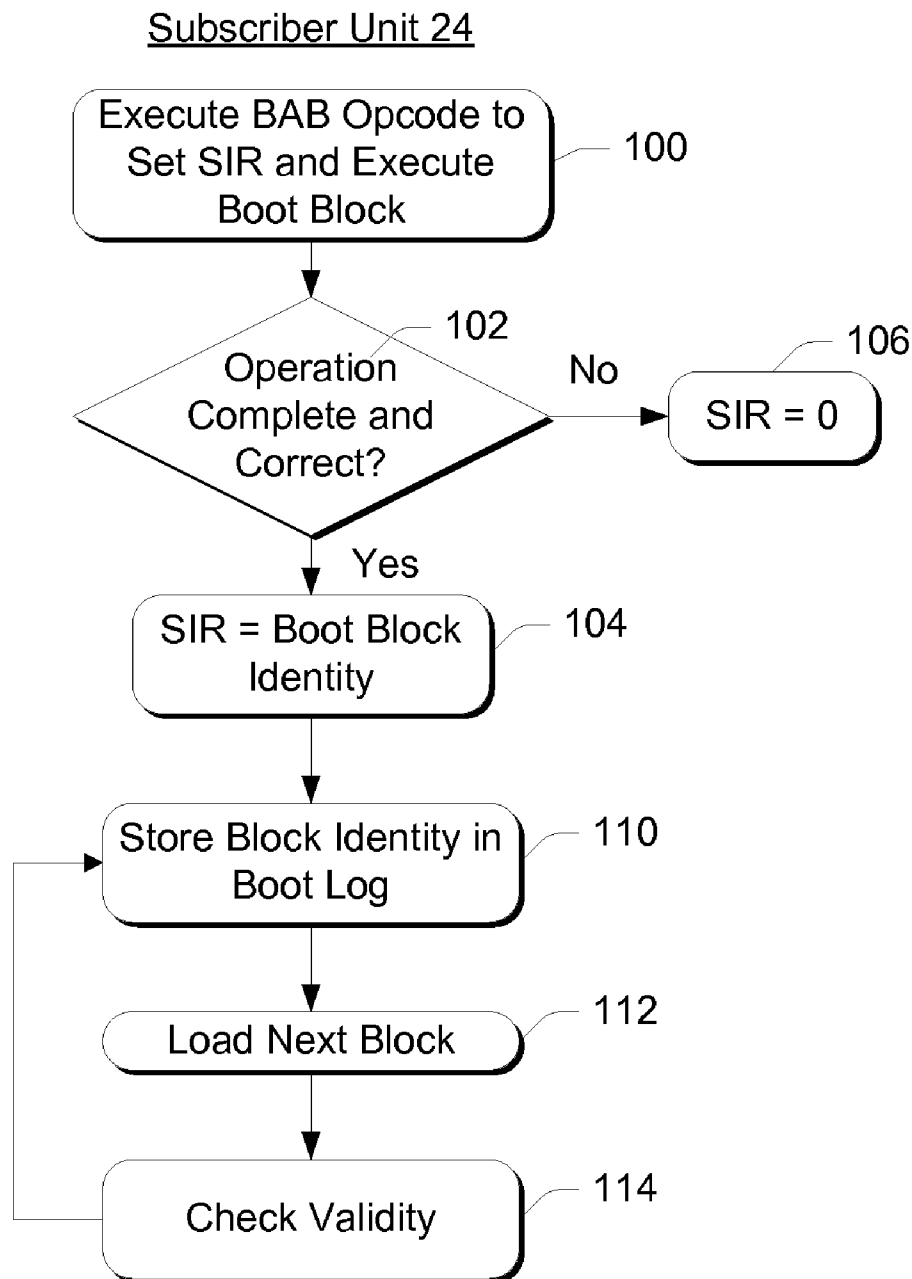 Subscriber Unit 24
Execute BAB Opcode to
Set SIR and Execute
Boot Block
100
102
Operation
Complete and
Correct?
No
106
SIR = 0
Yes
SIR = Boot Block
Identity
104
Store Block Identity in
Boot Log
110
Load Next Block
112
Check Validity
114